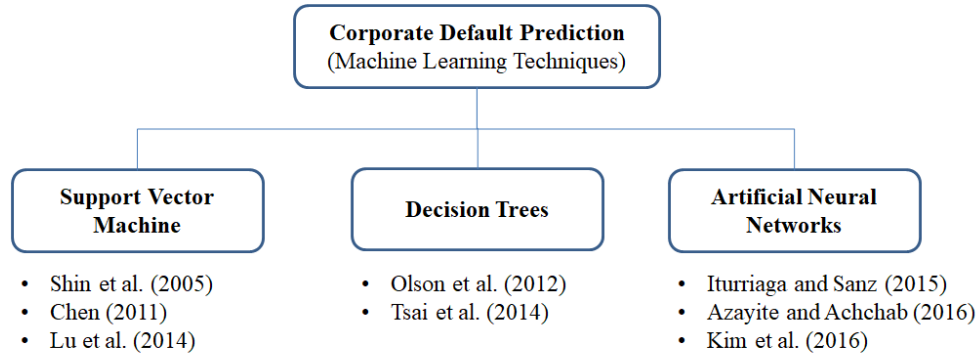 Corporate Default Prediction
(Machine Learning Techniques)
Support Vector
Machine
• Shin et al. (2005)
• Chen (2011)
• Lu et al. (2014)
Decision Trees
• Olson et al. (2012)
• Tsai et al. (2014)
Artificial Neural
Networks
• Iturriaga and Sanz (2015)
• Azayite and Achchab (2016)
• Kim et al. (2016)